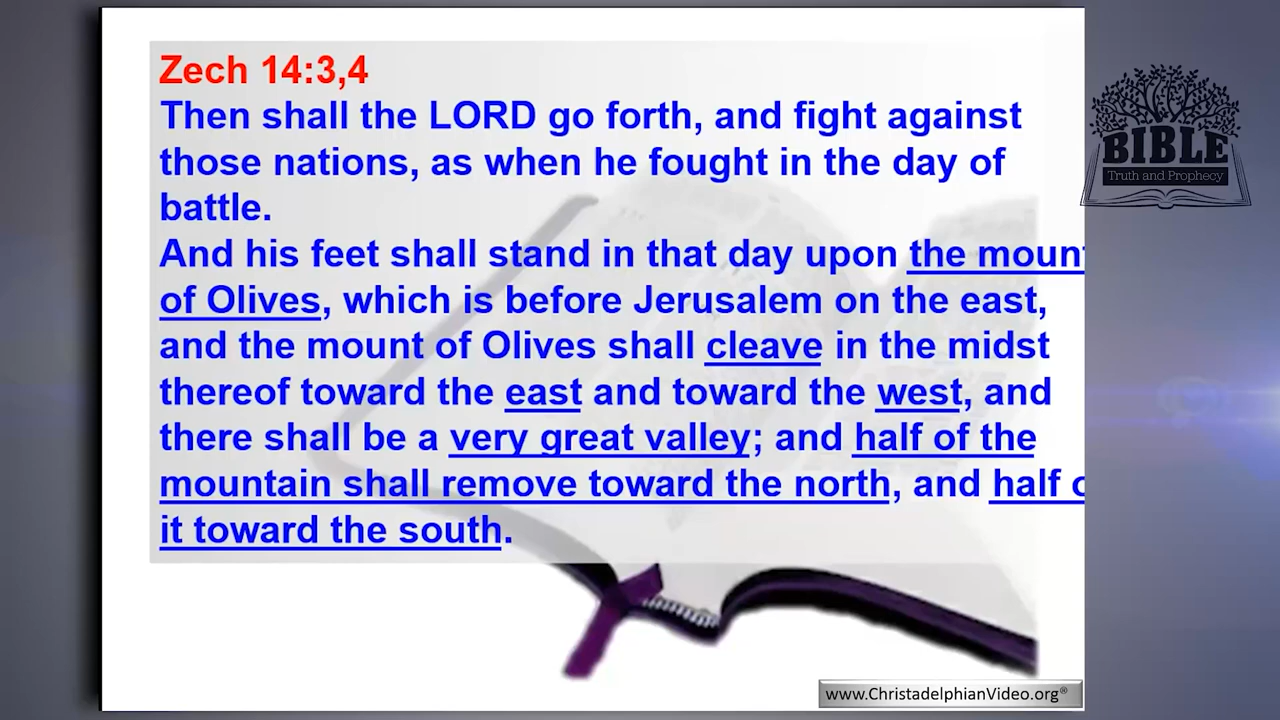 Zech 14:3,4
Then shall the LORD go forth, and fight against
those nations, as when he fought in the day of
battle.
And his feet shall stand in that day upon the moun
of Olives, which is before Jerusalem on the east,
and the mount of Olives shall cleave in the midst
thereof toward the east and toward the west, and
there shall be a very great valley; and half of the
mountain shall remove toward the north, and half o
it toward the south.
BIBLE
Truth and Prophecy
www.ChristadelphianVideo.org®